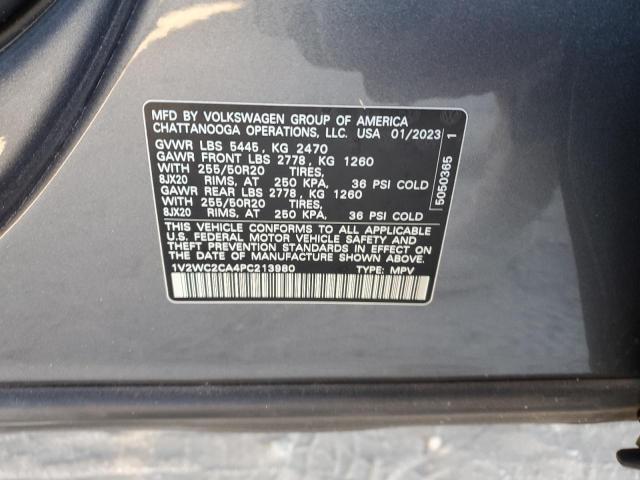 MFD BY VOLKSWAGEN GROUP OF AMERICA
CHATTANOOGA OPERATIONS, LLC. USA 01/2023
GVWR LBS 5445, KG 2470
GAWR FRONT LBS 2778, KG 1260
WITH 255/50R20 TIRES,
8JX20 RIMS, AT 250 KPA, 36 PSI COLD
GAWR REAR LBS 2778, KG 1260
WITH 255/50R20 TIRES,
8JX20 RIMS, AT 250 KPA, 36 PSI COLD
THIS VEHICLE CONFORMS TO ALL APPLICABLE
U.S. FEDERAL MOTOR VEHICLE SAFETY AND
THEFT PREVENTION STANDARDS IN EFFECT ON
THE DATE OF MANUFACTURE SHOWN ABOVE
1V2WC2CA4PC213980 TYPE: MPV
5050365 1